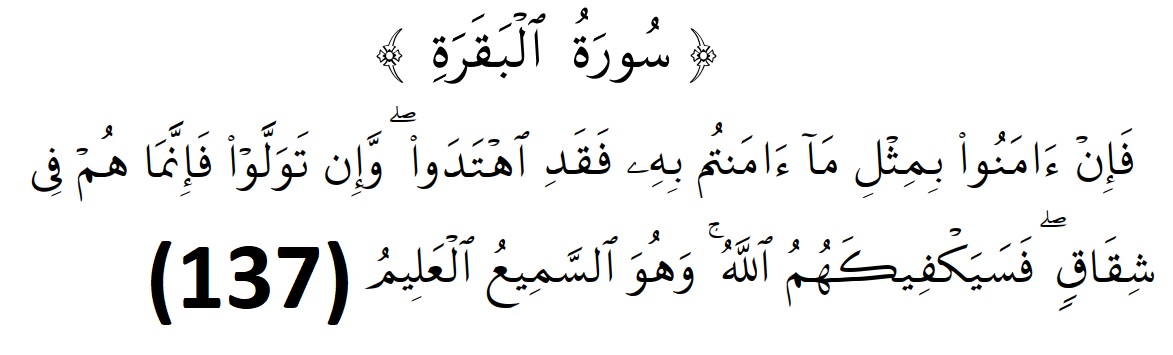 ﴿ سُورَةُ ٱلْبَقَرَةِ ﴾
فَإِنْ ءَامَنُوا۟ بِمِثْلِ مَآ ءَامَنتُم بِهِۦ فَقَدِ ٱهْتَدَوا۟ ۖ وَّإِن تَوَلَّوْا۟ فَإِنَّمَا هُمْ فِى
شِقَاقٍ ۖ فَسَيَكْفِيكَهُمُ ٱللَّهُ ۚ وَهُوَ ٱلسَّمِيعُ ٱلْعَلِيمُ (137)